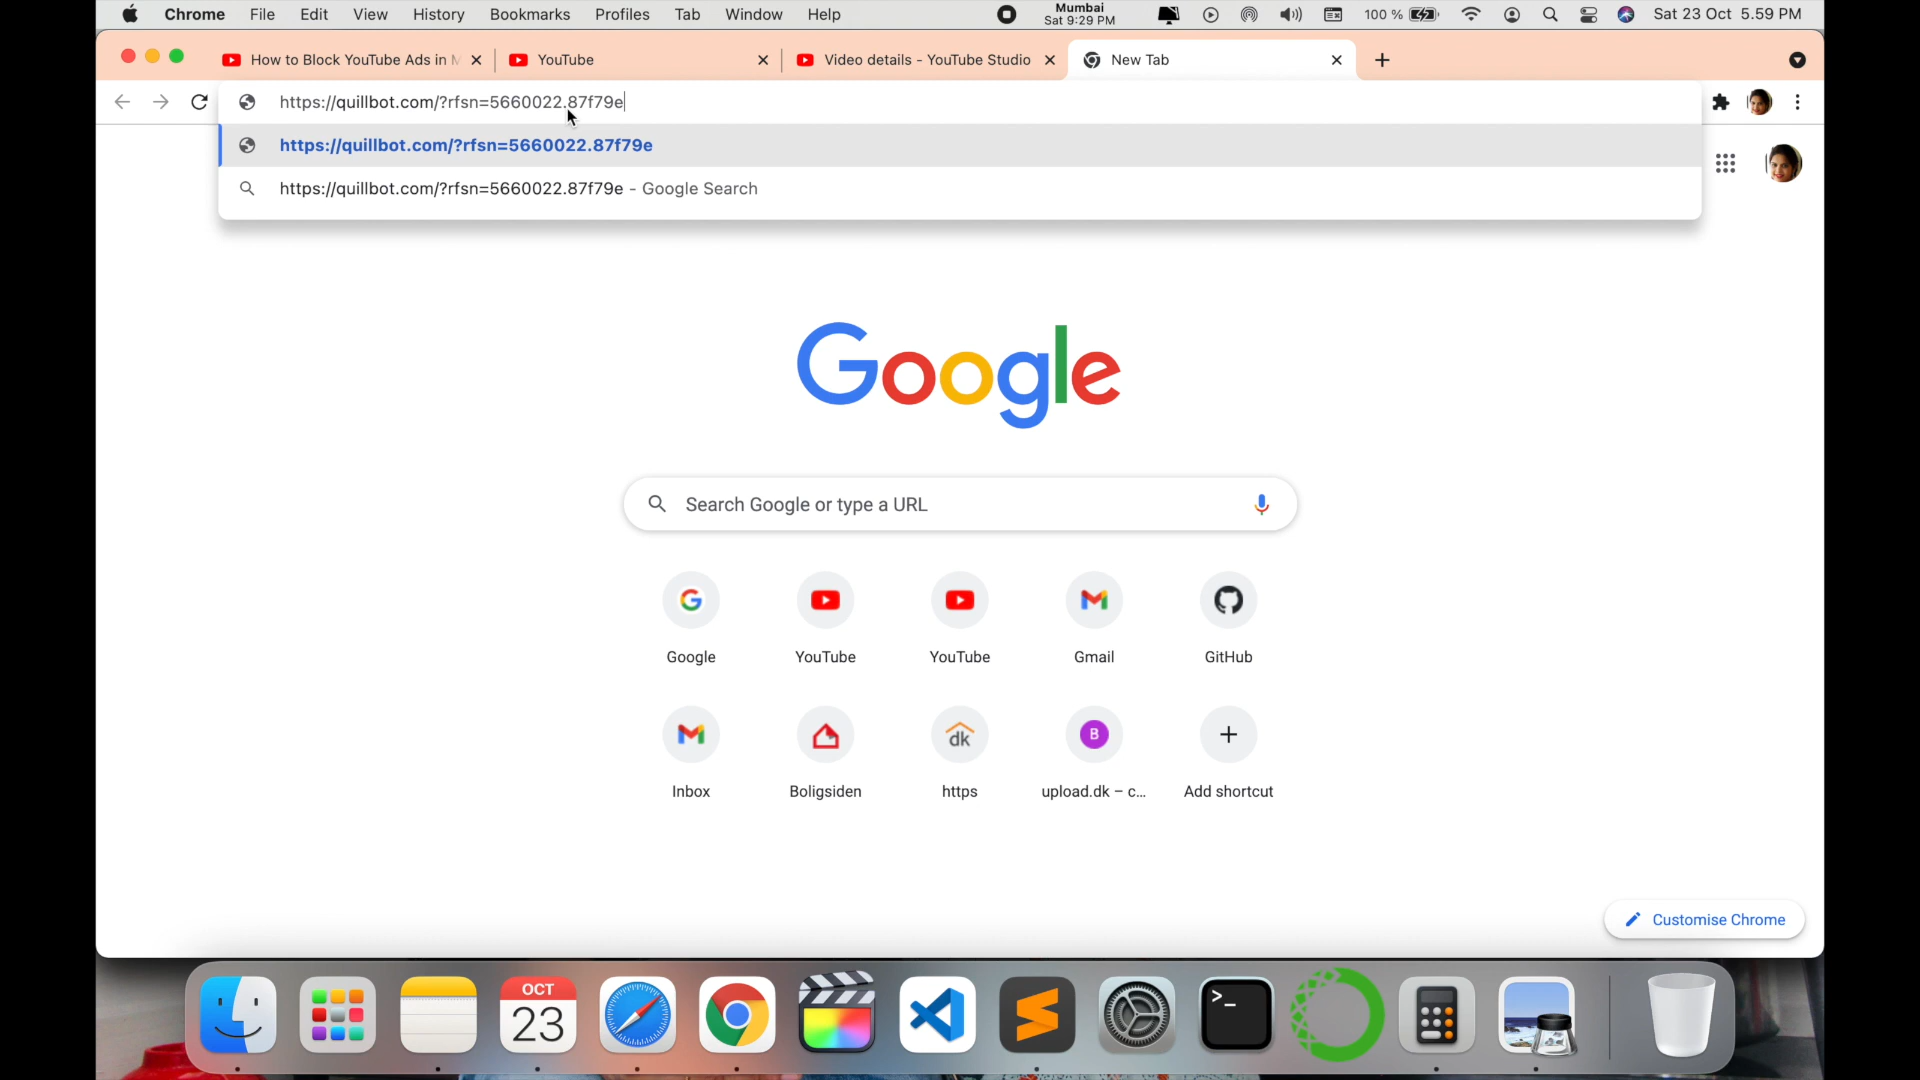 Chrome File Edit View History Bookmarks Profiles Tab Window Help
Mumbai
Sat 9:29 PM
100 %
Sat 23 Oct 5.59 PM
How to Block YouTube Ads in
YouTube
Video details - YouTube Studio
New Tab
https://quillbot.com/?rfsn=5660022.87f79e
https://quillbot.com/?rfsn=5660022.87f79e
https://quillbot.com/?rfsn=5660022.87f79e - Google Search
Google
Search Google or type a URL
Google YouTube YouTube Gmail GitHub
dk B
Inbox Boligsiden https upload.dk – c... Add shortcut
Customise Chrome
OCT
23